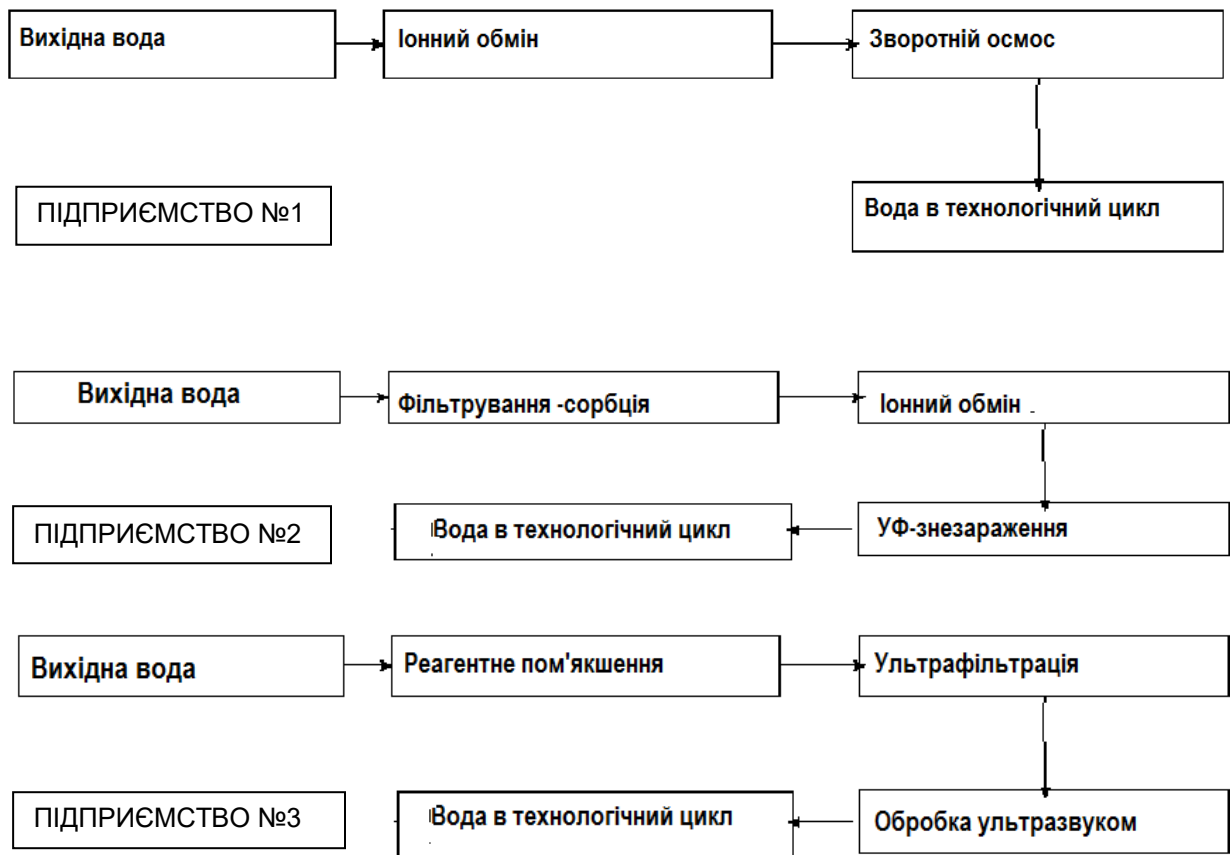 Вихідна вода
Іонний обмін
Зворотній осмос
ПІДПРИЄМСТВО №1
Вода в технологічний цикл
Вихідна вода
Фільтрування -сорбція
Іонний обмін
ПІДПРИЄМСТВО №2
Вода в технологічний цикл
УФ-знезараження
Вихідна вода
Реагентне пом'якшення
Ультрафільтрація
ПІДПРИЄМСТВО №3
Вода в технологічний цикл
Обробка ультразвуком